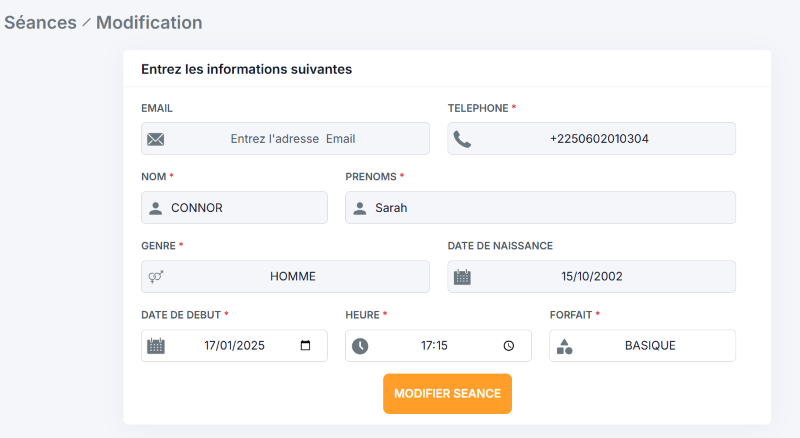 Séances / Modification
Entrez les informations suivantes
EMAIL
TELEPHONE *
Entrez l'adresse Email
+2250602010304
NOM *
PRENOMS *
CONNOR
Sarah
GENRE *
DATE DE NAISSANCE
HOMME
15/10/2002
DATE DE DEBUT *
HEURE *
FORFAIT *
17/01/2025
17:15
BASIQUE
MODIFIER SEANCE